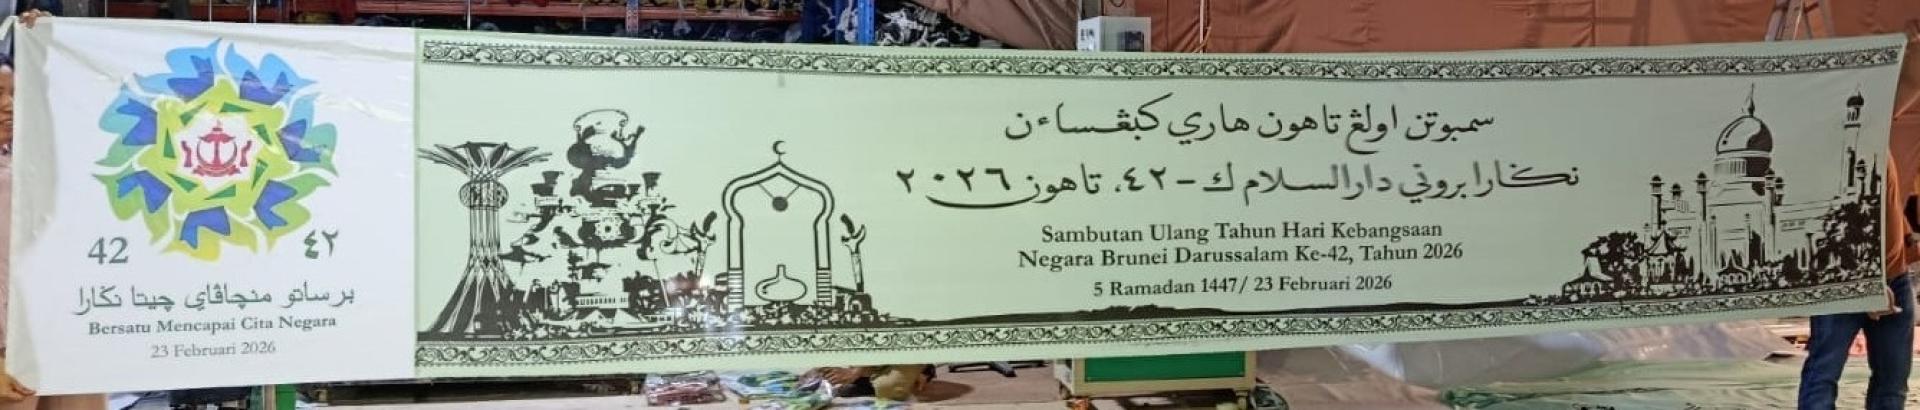 42 ٤٢
برساتو منچاڤاي چيتا نݢارا
Bersatu Mencapai Cita Negara
23 Februari 2026
سمبوتن اولڠ تاهون هاري كبڠساءن
نݢارا بروني دارالسلام ك-٤٢، تاهون ٢٠٢٦
Sambutan Ulang Tahun Hari Kebangsaan
Negara Brunei Darussalam Ke-42, Tahun 2026
5 Ramadan 1447/ 23 Februari 2026